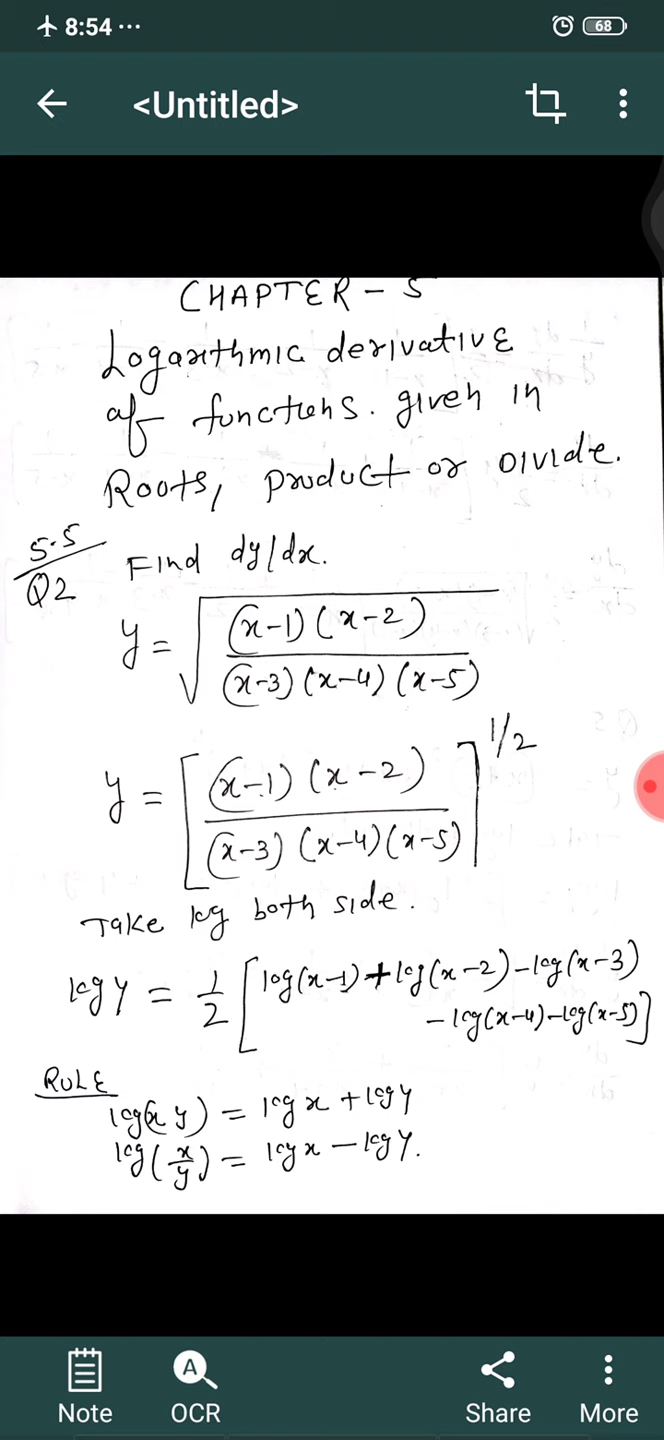 8:54 ...
68
<Untitled>
CHAPTER - 5
Logarithmic derivative
of functions. given in
Roots, product or Divide.
5.5/Q2 Find dy/dx.
y = √((x-1)(x-2)/(x-3)(x-4)(x-5))
y = [(x-1)(x-2)/(x-3)(x-4)(x-5)]^1/2
Take log both side.
log y = 1/2 [log(x-1)+log(x-2)-log(x-3)
-log(x-4)-log(x-5)]
RULE
log(x y) = log x + log y
log(x/y) = log x - log y.
Note OCR Share More